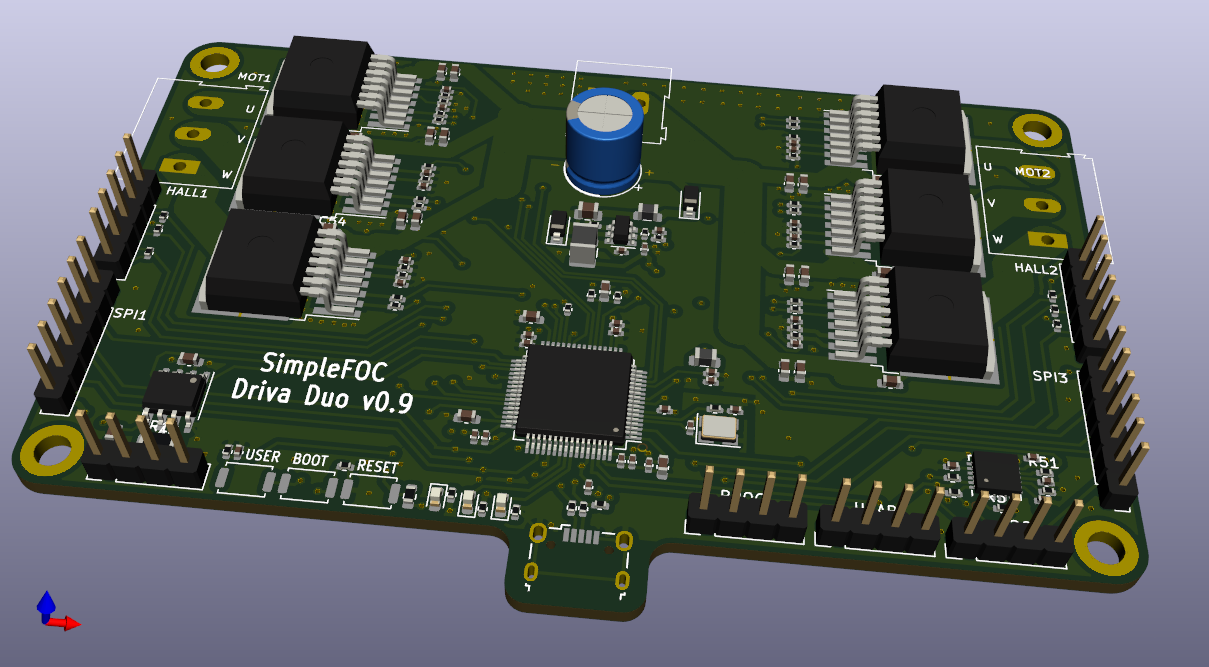 MOT1
U
V
W
HALL1
SPI1
SimpleFOC
Driva Duo v0.9
USER
BOOT
RESET
U
MOT2
V
W
HALL2
SPI3
R51